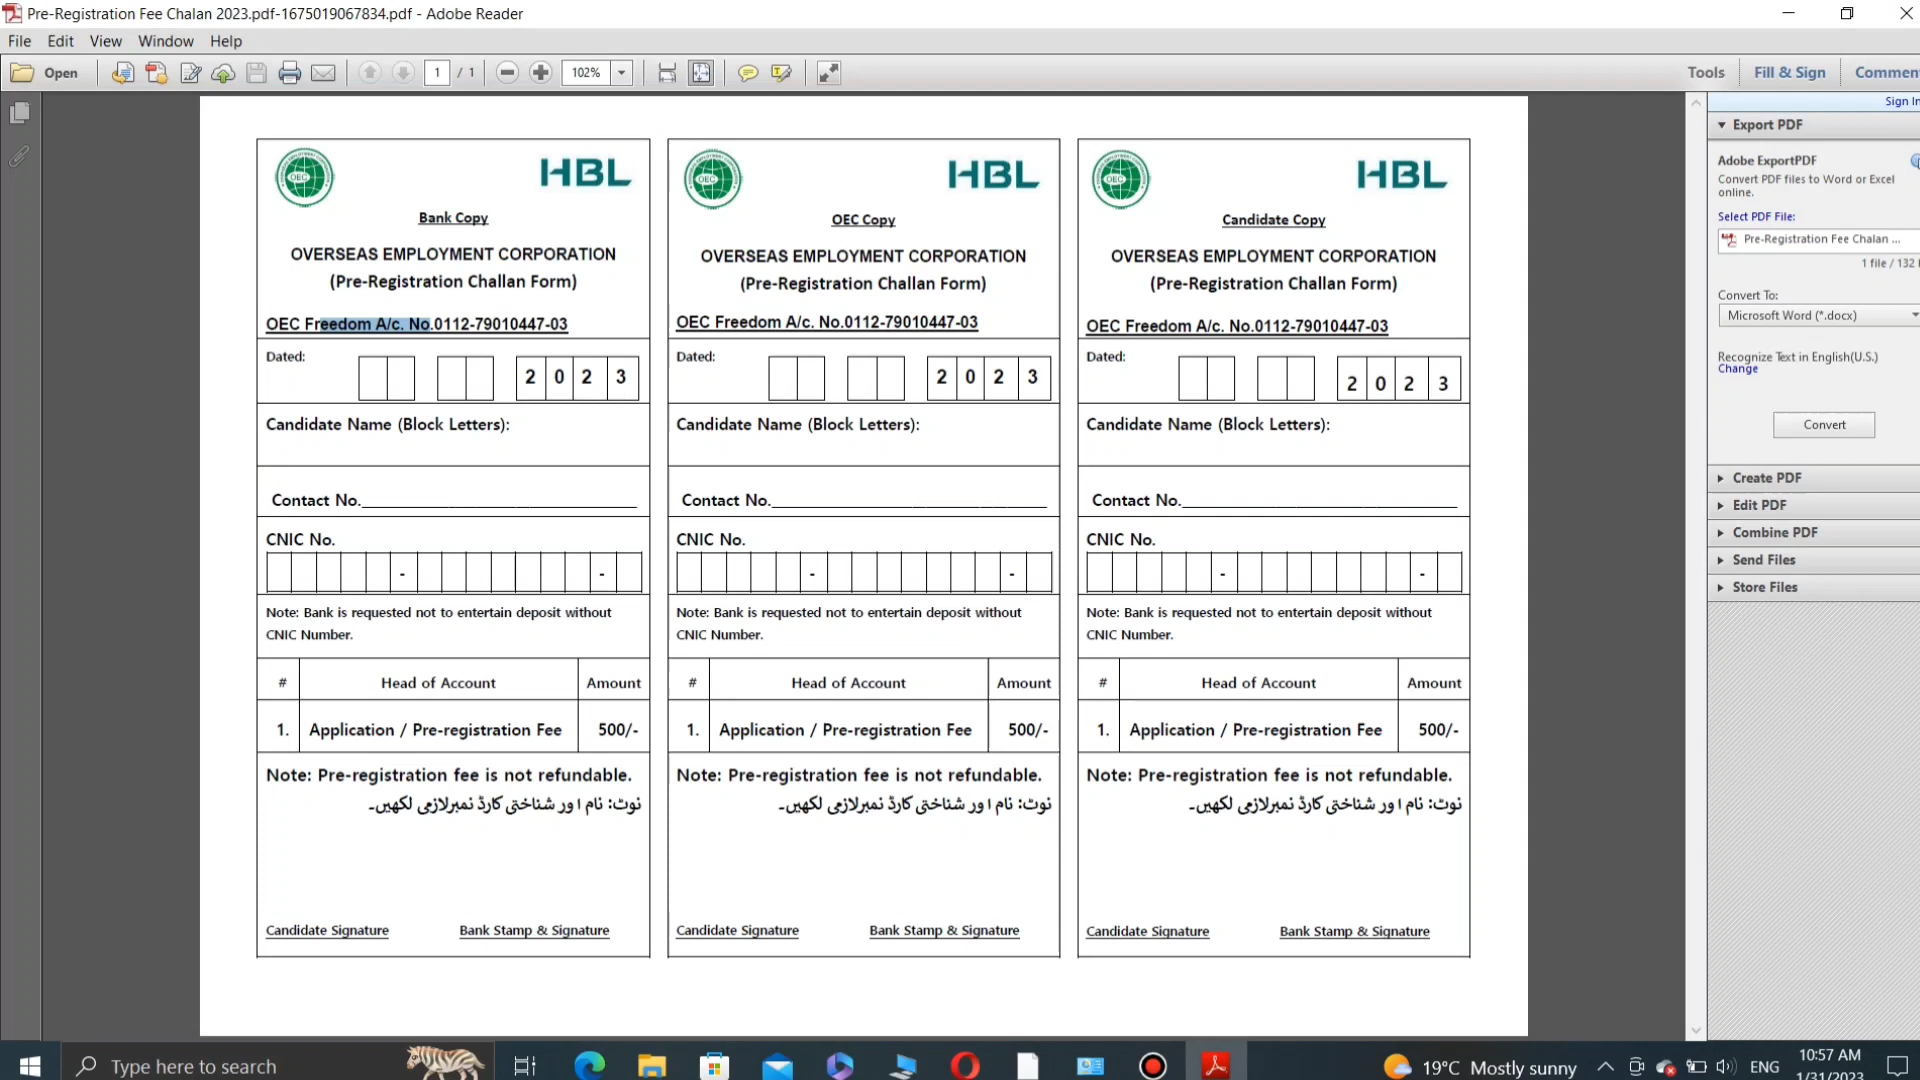 Pre-Registration Fee Chalan 2023.pdf-1675019067834.pdf - Adobe Reader
File Edit View Window Help
Open 1 / 1 102% Tools Fill & Sign Commen
Sign In
Export PDF
Adobe ExportPDF
Convert PDF files to Word or Excel
online.
Select PDF File:
Pre-Registration Fee Chalan ...
1 file / 132
Convert To:
Microsoft Word (*.docx)
Recognize Text in English(U.S.)
Change
Convert
Create PDF
Edit PDF
Combine PDF
Send Files
Store Files
OEC HBL
Bank Copy
OVERSEAS EMPLOYMENT CORPORATION
(Pre-Registration Challan Form)
OEC Freedom A/c. No.0112-79010447-03
Dated: 2 0 2 3
Candidate Name (Block Letters):
Contact No.
CNIC No.
- -
Note: Bank is requested not to entertain deposit without
CNIC Number.
# Head of Account Amount
1. Application / Pre-registration Fee 500/-
Note: Pre-registration fee is not refundable.
نوٹ: نام اور شناختی کارڈ نمبرلازمی لکھیں۔
Candidate Signature Bank Stamp & Signature
OEC HBL
OEC Copy
OVERSEAS EMPLOYMENT CORPORATION
(Pre-Registration Challan Form)
OEC Freedom A/c. No.0112-79010447-03
Dated: 2 0 2 3
Candidate Name (Block Letters):
Contact No.
CNIC No.
- -
Note: Bank is requested not to entertain deposit without
CNIC Number.
# Head of Account Amount
1. Application / Pre-registration Fee 500/-
Note: Pre-registration fee is not refundable.
نوٹ: نام اور شناختی کارڈ نمبرلازمی لکھیں۔
Candidate Signature Bank Stamp & Signature
OEC HBL
Candidate Copy
OVERSEAS EMPLOYMENT CORPORATION
(Pre-Registration Challan Form)
OEC Freedom A/c. No.0112-79010447-03
Dated: 2 0 2 3
Candidate Name (Block Letters):
Contact No.
CNIC No.
- -
Note: Bank is requested not to entertain deposit without
CNIC Number.
# Head of Account Amount
1. Application / Pre-registration Fee 500/-
Note: Pre-registration fee is not refundable.
نوٹ: نام اور شناختی کارڈ نمبرلازمی لکھیں۔
Candidate Signature Bank Stamp & Signature
Type here to search 19°C Mostly sunny ENG 10:57 AM
1/31/2023